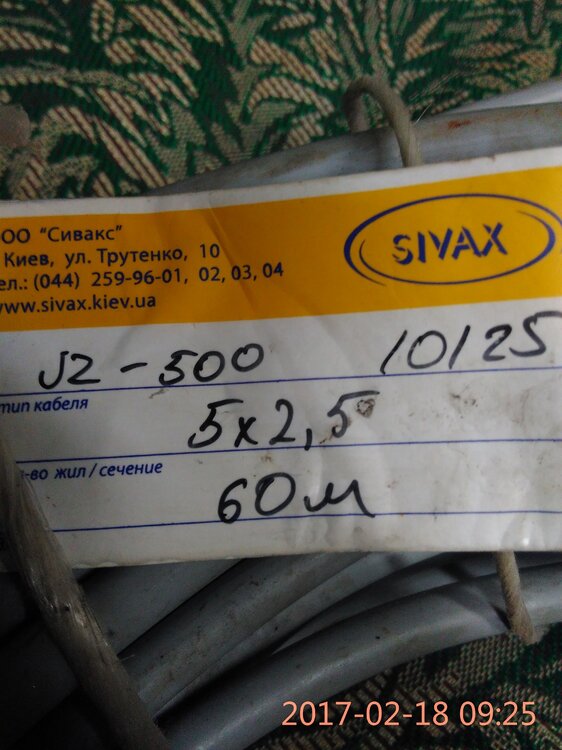 ОО "Сивакс"
Киев, ул. Трутенко, 10
ел.: (044) 259-96-01, 02, 03, 04
www.sivax.kiev.ua
SIVAX
JZ-500 10125
тип кабеля
5x2,5
-во жил / сечение
60м
2017-02-18 09:25